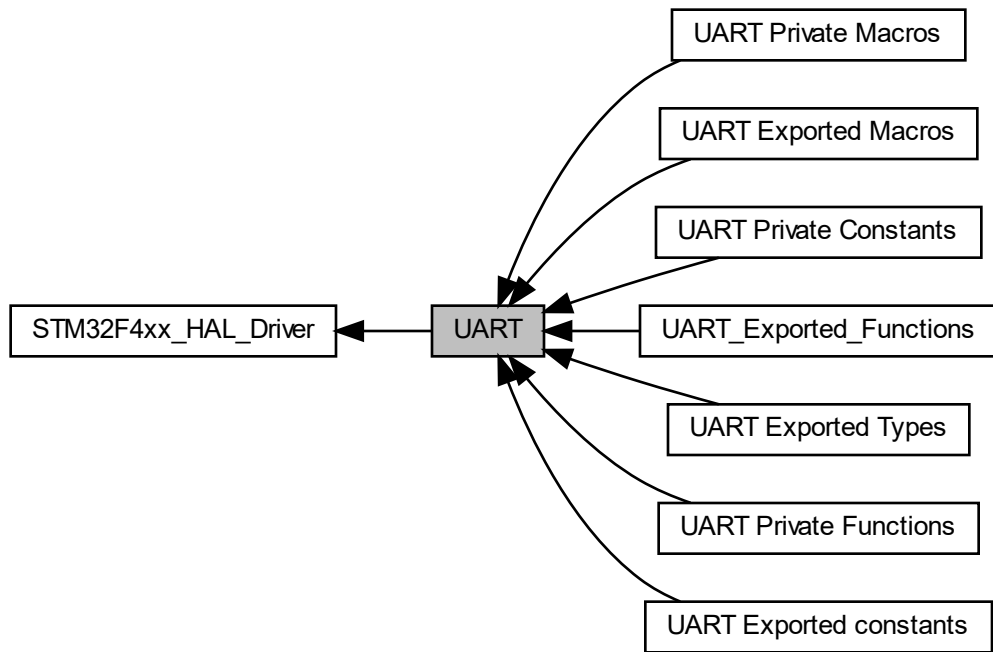 UART Private Macros
UART Exported Macros
UART Private Constants
STM32F4xx_HAL_Driver
UART
UART_Exported_Functions
UART Exported Types
UART Private Functions
UART Exported constants